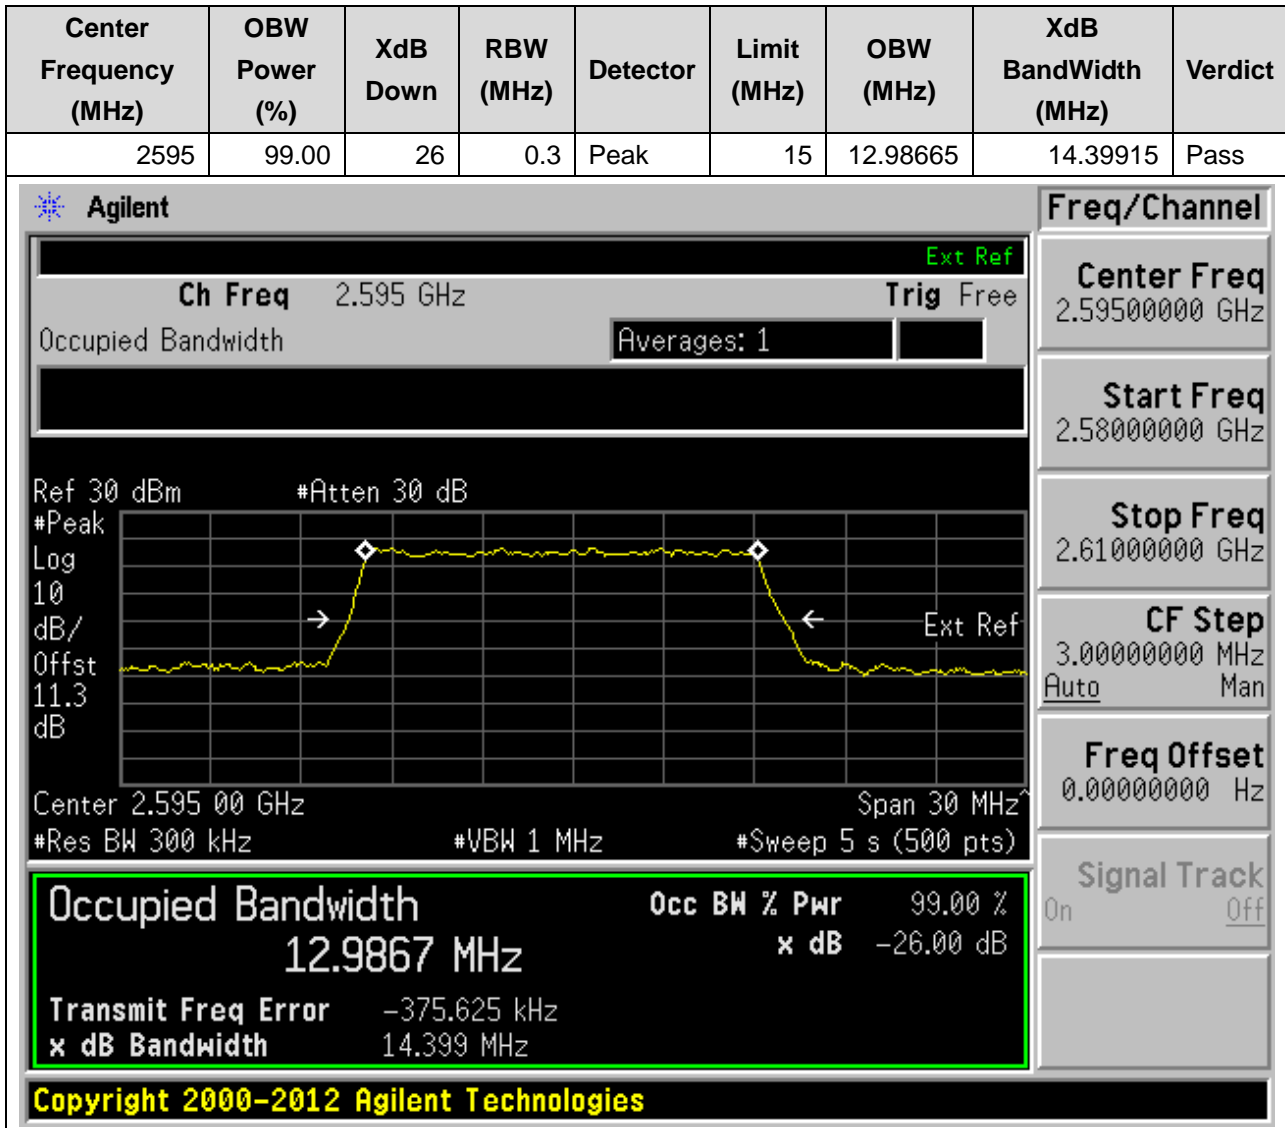 Center Frequency (MHz) OBW Power (%) XdB Down RBW (MHz) Detector Limit (MHz) OBW (MHz) XdB BandWidth (MHz) Verdict
2595 99.00 26 0.3 Peak 15 12.98665 14.39915 Pass
Agilent
Freq/Channel
Ext Ref
Ch Freq 2.595 GHz Trig Free
Occupied Bandwidth Averages: 1
Center Freq
2.59500000 GHz
Start Freq
2.58000000 GHz
Stop Freq
2.61000000 GHz
CF Step
3.00000000 MHz
Auto Man
Freq Offset
0.00000000 Hz
Signal Track
On Off
Ref 30 dBm #Atten 30 dB
#Peak
Log
10
dB/
Offst
11.3
dB
Ext Ref
Center 2.595 00 GHz Span 30 MHz^
#Res BW 300 kHz #VBW 1 MHz #Sweep 5 s (500 pts)
Occupied Bandwidth Occ BW % Pwr 99.00 %
12.9867 MHz x dB -26.00 dB
Transmit Freq Error -375.625 kHz
x dB Bandwidth 14.399 MHz
Copyright 2000-2012 Agilent Technologies